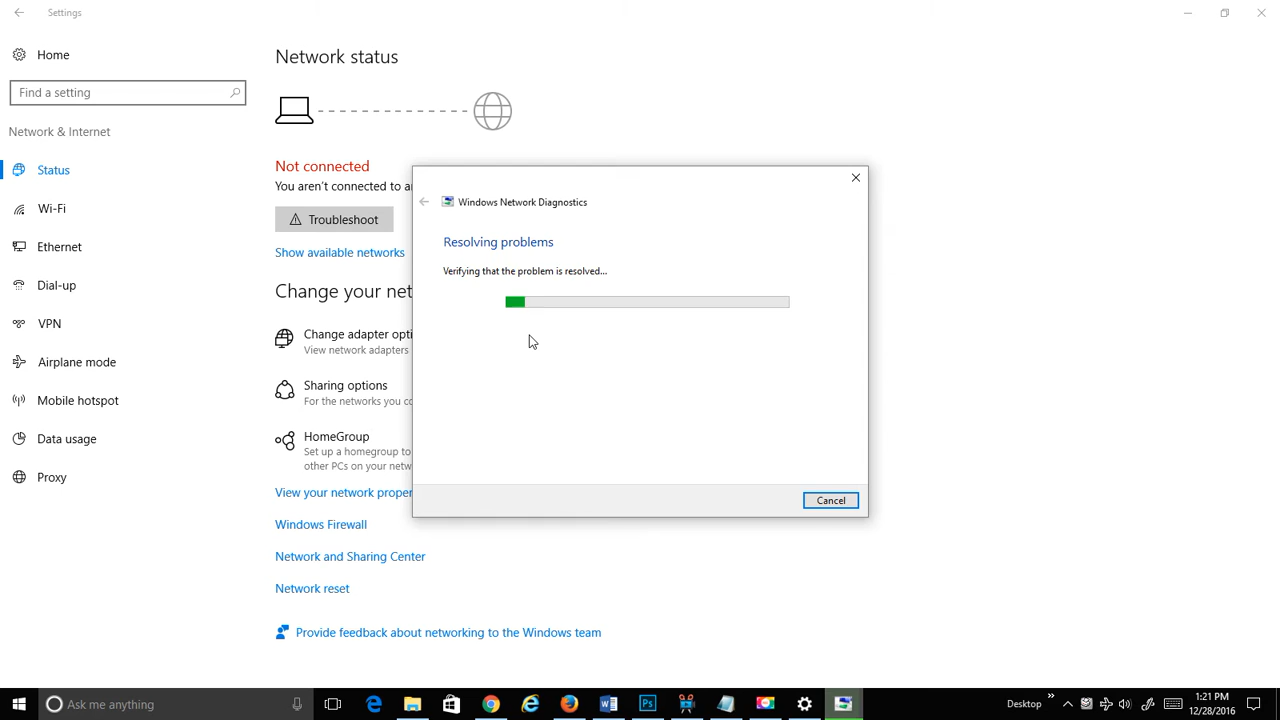 Settings
Home
Find a setting
Network & Internet
Status
Wi-Fi
Ethernet
Dial-up
VPN
Airplane mode
Mobile hotspot
Data usage
Proxy
Network status
Not connected
You aren't connected to a
Troubleshoot
Show available networks
Change your net
Change adapter opti
View network adapters
Sharing options
For the networks you co
HomeGroup
Set up a homegroup to
other PCs on your netw
View your network proper
Windows Firewall
Network and Sharing Center
Network reset
Provide feedback about networking to the Windows team
Windows Network Diagnostics
Resolving problems
Verifying that the problem is resolved...
Cancel
Ask me anything
Desktop
1:21 PM
12/28/2016